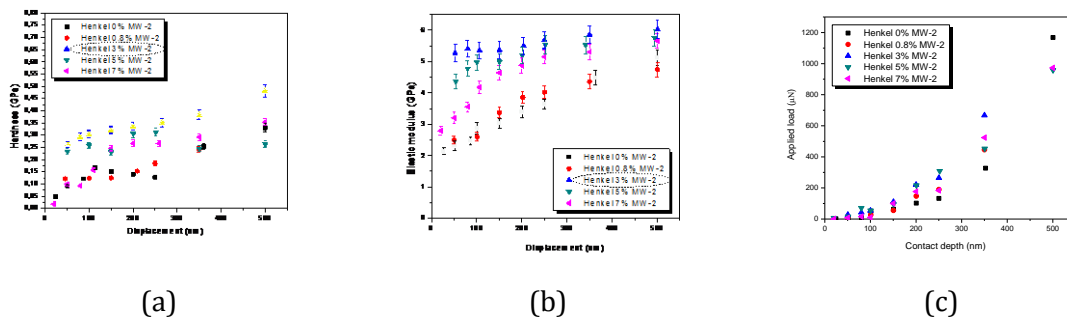 Henkel 0% MW-2
Henkel 0.8% MW-2
Henkel 3% MW-2
Henkel 5% MW-2
Henkel 7% MW-2
Hardness (GPa)
0 100 200 300 400 500
Displacement (nm)
(a)
Elastic modulus (GPa)
6
5
4
3
2
1
0
Henkel 0% MW-2
Henkel 0.8% MW-2
Henkel 3% MW-2
Henkel 5% MW-2
Henkel 7% MW-2
0 100 200 300 400 500
Displacement (nm)
(b)
Henkel 0% MW-2
Henkel 0.8% MW-2
Henkel 3% MW-2
Henkel 5% MW-2
Henkel 7% MW-2
Applied load (μN)
1200
1000
800
600
400
200
0
0 100 200 300 400 500
Contact depth (nm)
(c)